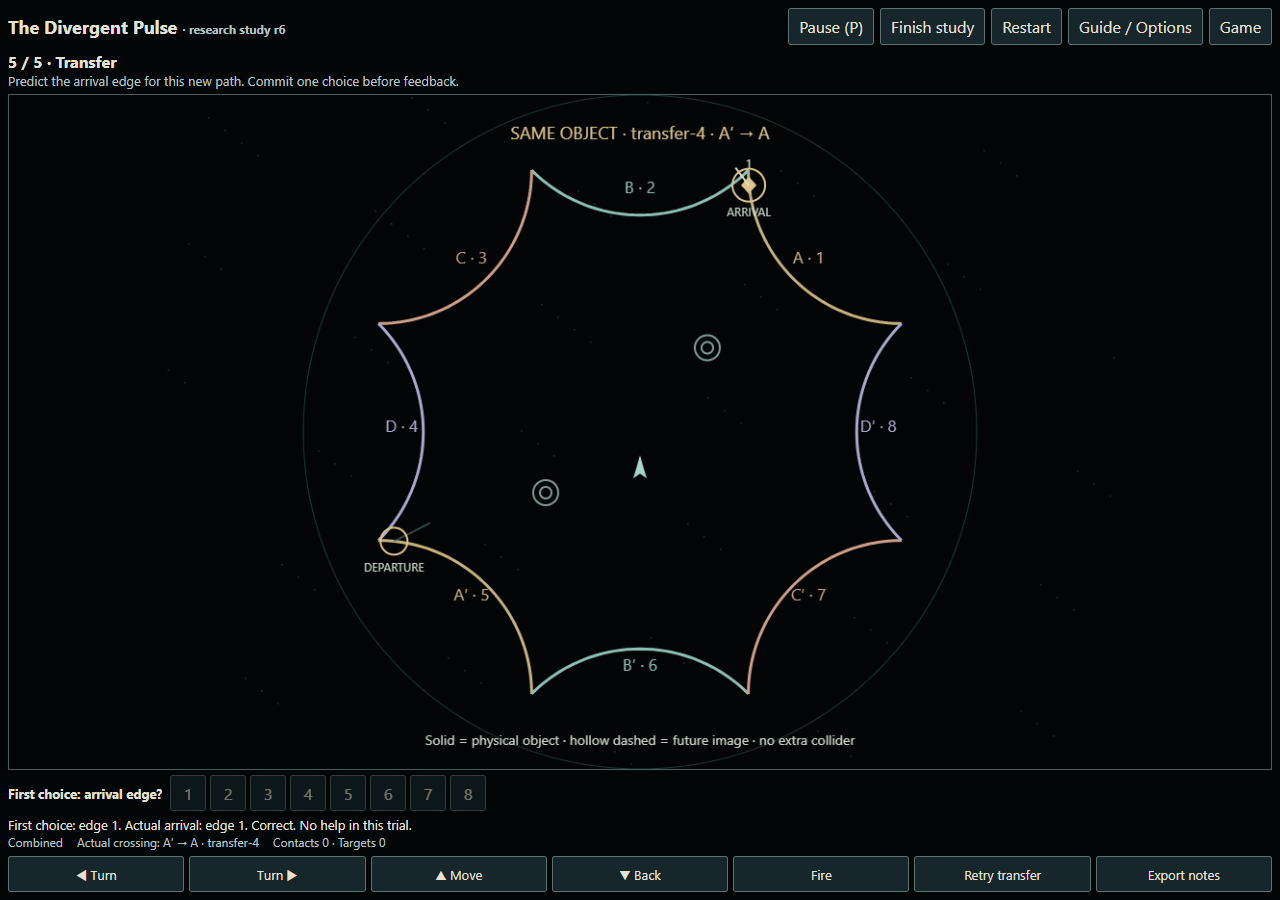 The Divergent Pulse · research study r6
Pause (P)
Finish study
Restart
Guide / Options
Game
5 / 5 · Transfer
Predict the arrival edge for this new path. Commit one choice before feedback.
SAME OBJECT · transfer-4 · A′ → A
1
B · 2
ARRIVAL
C · 3
A · 1
D · 4
D′ · 8
DEPARTURE
A′ · 5
C′ · 7
B′ · 6
Solid = physical object · hollow dashed = future image · no extra collider
First choice: arrival edge?
1 2 3 4 5 6 7 8
First choice: edge 1. Actual arrival: edge 1. Correct. No help in this trial.
Combined Actual crossing: A′ → A · transfer-4 Contacts 0 · Targets 0
◀ Turn
Turn ▶
▲ Move
▼ Back
Fire
Retry transfer
Export notes